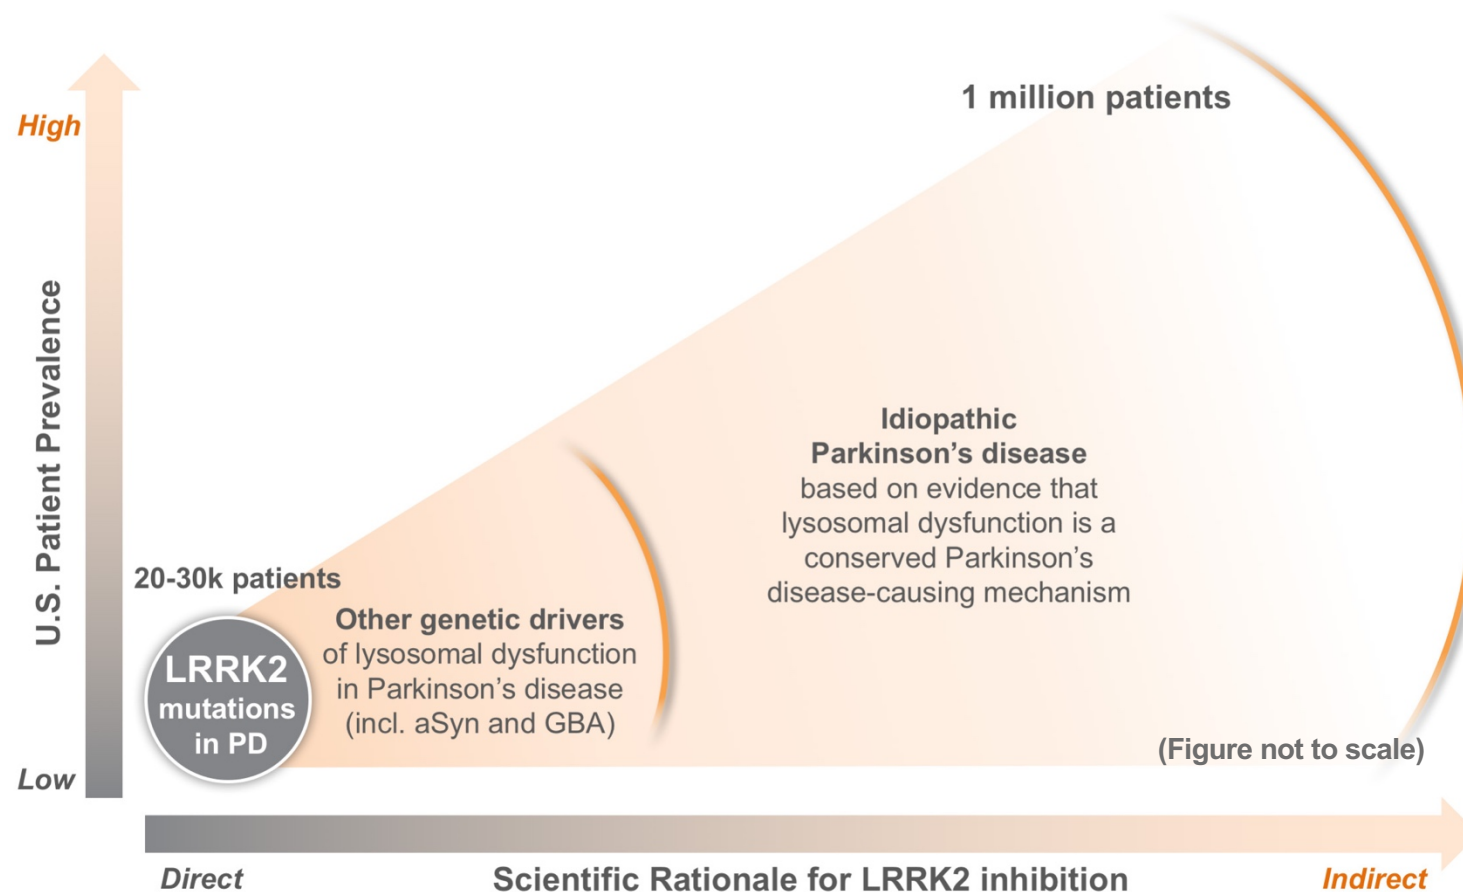 1 million patients
High
U.S. Patient Prevalence
Idiopathic
Parkinson’s disease
based on evidence that
lysosomal dysfunction is a
conserved Parkinson’s
disease-causing mechanism
20-30k patients
LRRK2
mutations
in PD
Other genetic drivers
of lysosomal dysfunction
in Parkinson’s disease
(incl. aSyn and GBA)
(Figure not to scale)
Low
Direct
Scientific Rationale for LRRK2 inhibition
Indirect